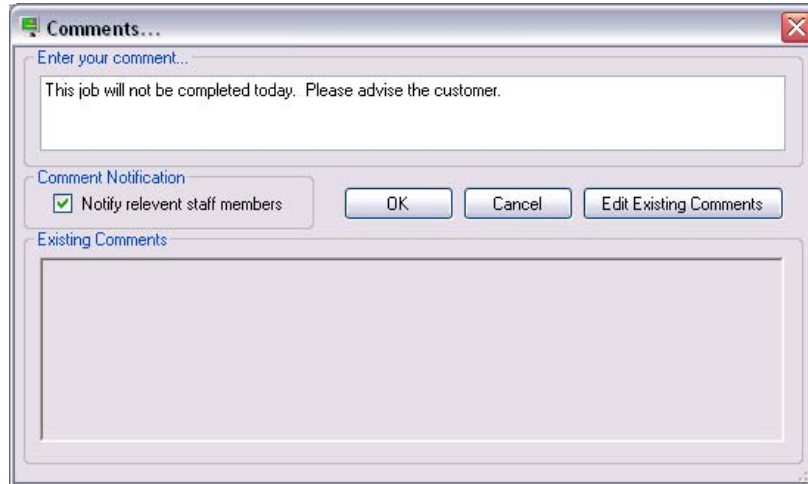 Comments...
Enter your comment...
This job will not be completed today.  Please advise the customer.
Comment Notification
Notify relevent staff members
OK
Cancel
Edit Existing Comments
Existing Comments